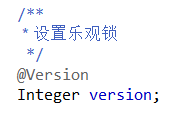 /**
 * 设置乐观锁
 */
@Version
Integer version;